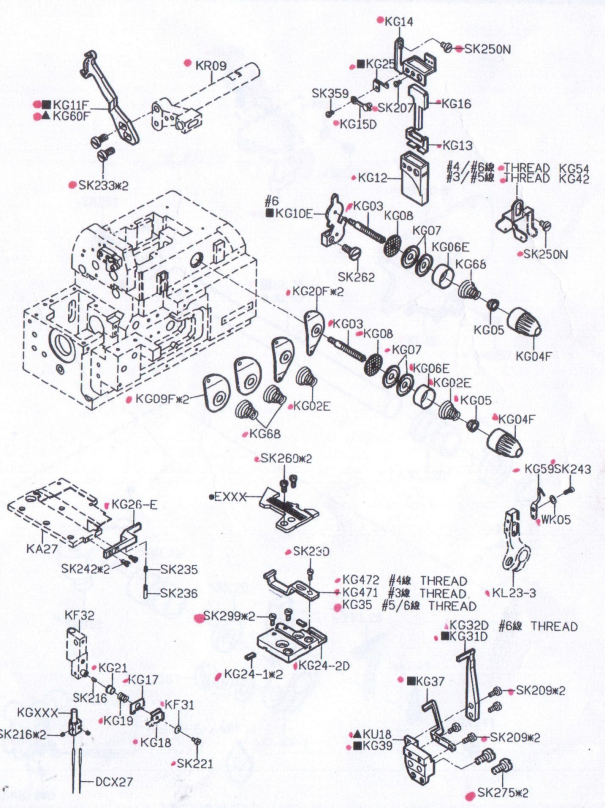 KG14
SK250N
KR09
■KG25
■KG11F
▲KG60F
SK359
SK207
KG16
KG15D
KG13
#4/#6線 THREAD KG54
#3/#5線 THREAD KG42
KG12
SK233*2
#6
■KG10E
KG03
KG08
KG07
KG06E
KG68
SK250N
SK262
KG20F*2
KG05
KG04F
KG03
KG08
KG07
KG06E
KG02E
KG05
KG04F
KG09F*2
KG02E
KG68
SK260*2
KG59
SK243
EXXX
KG26-E
WK05
KA27
SK242*2
SK235
SK236
SK230
KG472 #4線 THREAD
KG471 #3線 THREAD
KG35 #5/6線 THREAD
KL23-3
KF32
SK299*2
KG32D #6線 THREAD
■KG31D
KG21
KG17
KG24-1*2
KG24-2D
■KG37
SK216
KG19
KF31
SK209*2
KGXXX
SK216*2
KG18
▲KU18
■KG39
SK209*2
SK221
DCX27
SK275*2